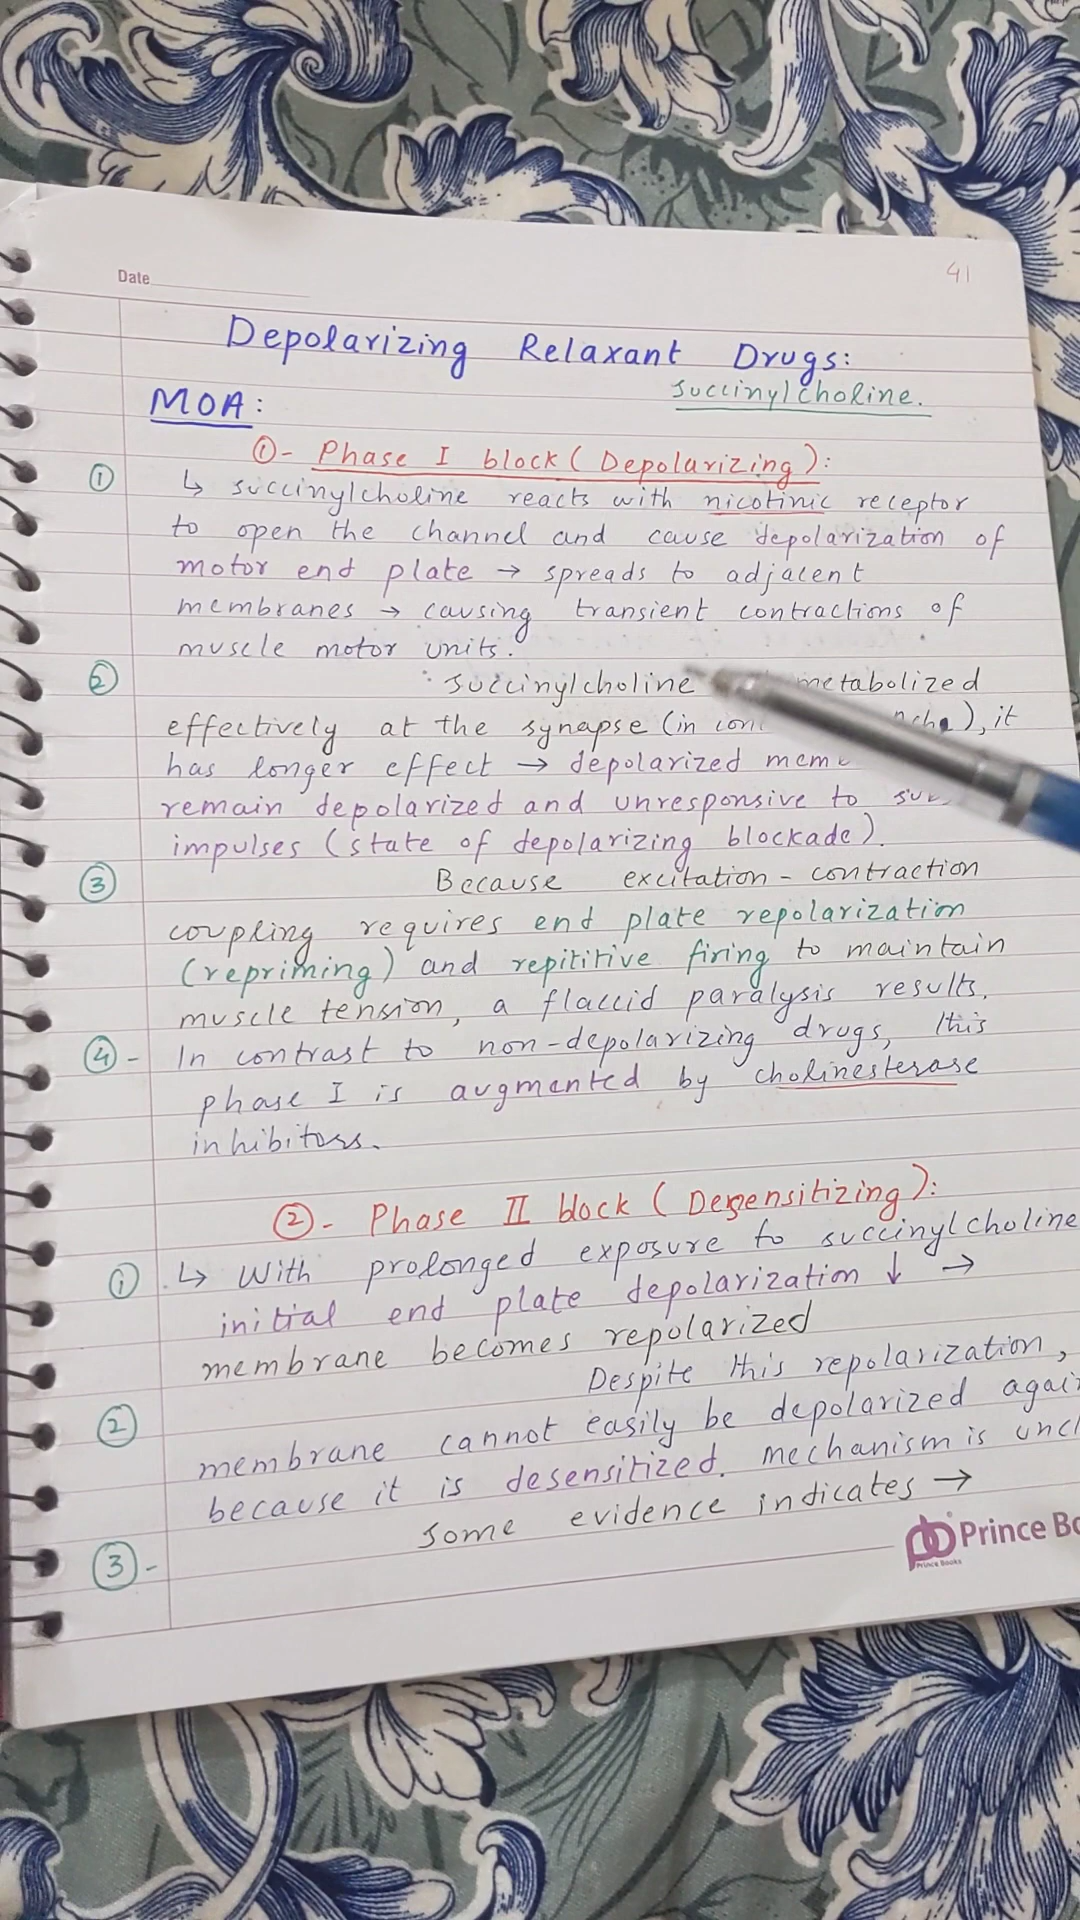 Date
41
Depolarizing Relaxant Drugs:
succinylcholine.
MOA:
①- Phase I block (Depolarizing):
① ↳ succinylcholine reacts with nicotinic receptor
to open the channel and cause depolarization of
motor end plate → spreads to adjacent
membranes → causing transient contractions of
muscle motor units.
② succinylcholine metabolized
effectively at the synapse (in ), it
has longer effect → depolarized
remain depolarized and unresponsive to
impulses (state of depolarizing blockade).
③ Because excitation-contraction
coupling requires end plate repolarization
(repriming) and repititive firing to maintain
muscle tension, a flaccid paralysis results.
④- In contrast to non-depolarizing drugs, this
phase I is augmented by cholinesterase
inhibitors.
②- Phase II block (Desensitizing):
① ↳ With prolonged exposure to succinylcholine
initial end plate depolarization ↓ →
membrane becomes repolarized
Despite this repolarization,
② membrane cannot easily be depolarized
because it is desensitized. mechanism is
③- some evidence indicates →
Prince
Prince Books